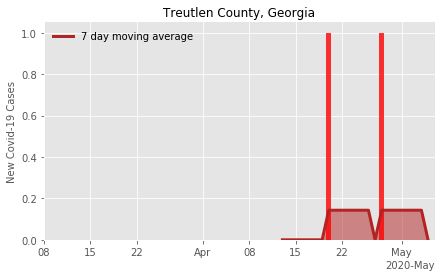 Treutlen County, Georgia
7 day moving average
New Covid-19 Cases
1.0
0.8
0.6
0.4
0.2
0.0
08 15 22 Apr 08 15 22 May
2020-May